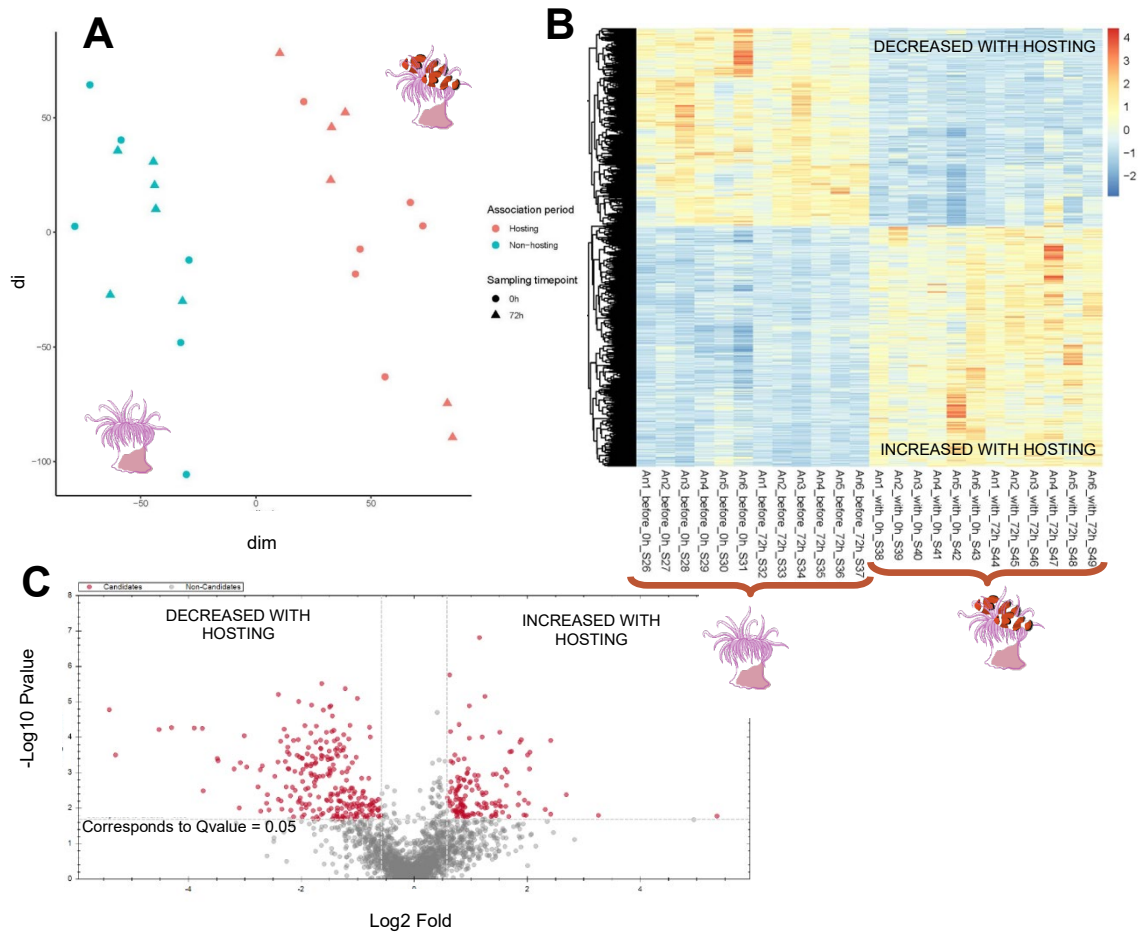 A
50
0
−50
−100
di
−50
0
50
dim
Association period
Hosting
Non−hosting
Sampling timepoint
0h
72h
B
DECREASED WITH HOSTING
INCREASED WITH HOSTING
4
3
2
1
0
−1
−2
An1_before_0h_S26
An2_before_0h_S27
An3_before_0h_S28
An4_before_0h_S29
An5_before_0h_S30
An6_before_0h_S31
An1_before_72h_S32
An2_before_72h_S33
An3_before_72h_S34
An4_before_72h_S35
An5_before_72h_S36
An6_before_72h_S37
An1_with_0h_S38
An2_with_0h_S39
An3_with_0h_S40
An4_with_0h_S41
An5_with_0h_S42
An6_with_0h_S43
An1_with_72h_S44
An2_with_72h_S45
An3_with_72h_S46
An4_with_72h_S47
An5_with_72h_S48
An6_with_72h_S49
C
Candidates
Non-Candidates
DECREASED WITH
HOSTING
INCREASED WITH
HOSTING
8
7
6
5
4
3
2
1
0
-Log10 Pvalue
Corresponds to Qvalue = 0.05
-4
-2
0
2
4
Log2 Fold